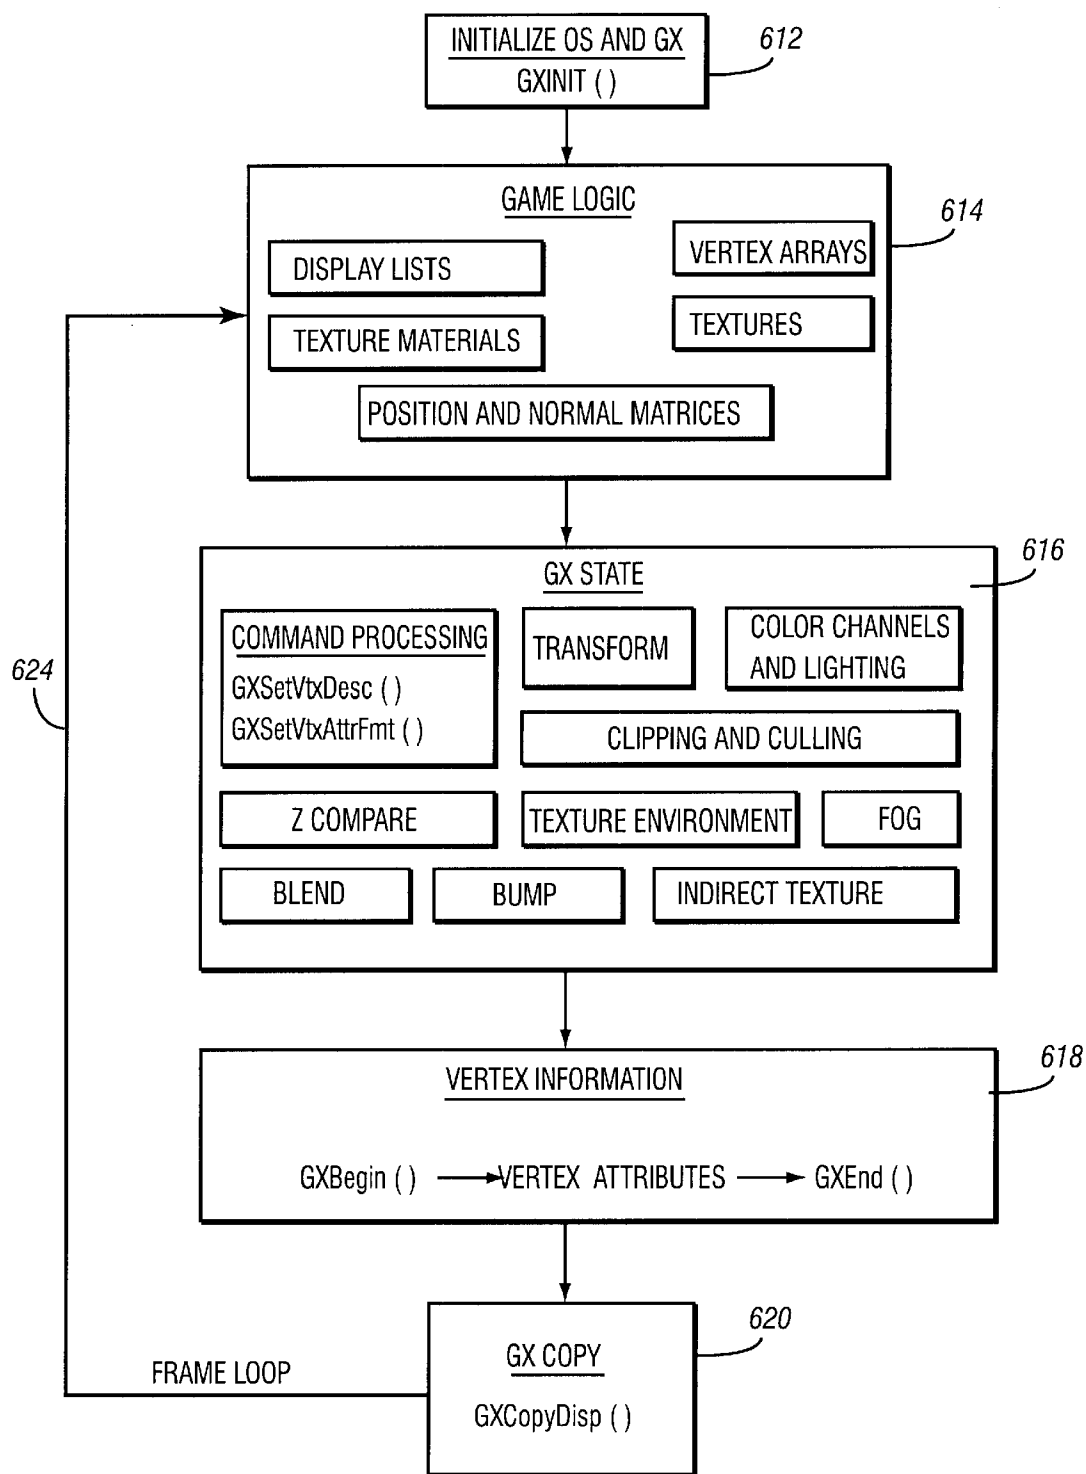 INITIALIZE OS AND GX
GXINIT ( )
612
GAME LOGIC
614
DISPLAY LISTS
VERTEX ARRAYS
TEXTURE MATERIALS
TEXTURES
POSITION AND NORMAL MATRICES
GX STATE
616
COMMAND PROCESSING
GXSetVtxDesc ( )
GXSetVtxAttrFmt ( )
TRANSFORM
COLOR CHANNELS
AND LIGHTING
CLIPPING AND CULLING
Z COMPARE
TEXTURE ENVIRONMENT
FOG
BLEND
BUMP
INDIRECT TEXTURE
624
VERTEX INFORMATION
618
GXBegin ( ) VERTEX ATTRIBUTES GXEnd ( )
GX COPY
GXCopyDisp ( )
620
FRAME LOOP